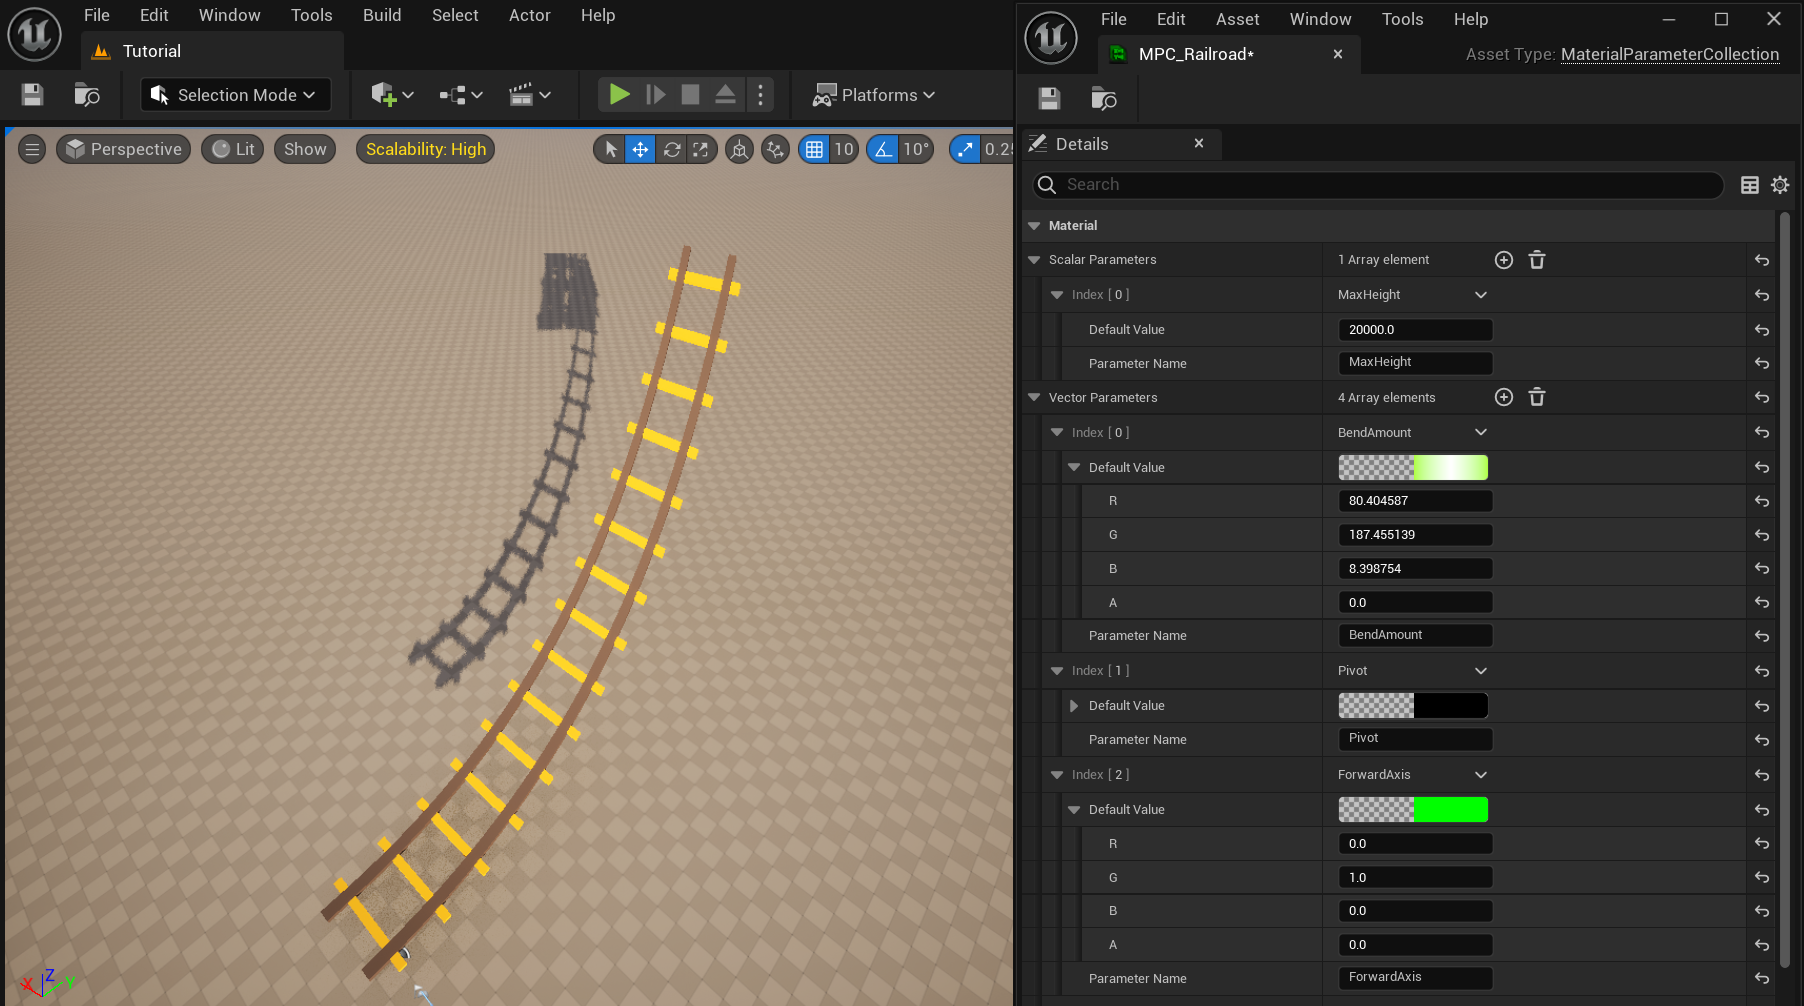 File Edit Window Tools Build Select Actor Help
Tutorial
Selection Mode
Platforms
Perspective Lit Show Scalability: High 10 10° 0.25
X Z Y
File Edit Asset Window Tools Help
MPC_Railroad*
Asset Type: MaterialParameterCollection
Details
Search
Material
Scalar Parameters 1 Array element
Index [ 0 ] MaxHeight
Default Value 20000.0
Parameter Name MaxHeight
Vector Parameters 4 Array elements
Index [ 0 ] BendAmount
Default Value
R 80.404587
G 187.455139
B 8.398754
A 0.0
Parameter Name BendAmount
Index [ 1 ] Pivot
Default Value
Parameter Name Pivot
Index [ 2 ] ForwardAxis
Default Value
R 0.0
G 1.0
B 0.0
A 0.0
Parameter Name ForwardAxis